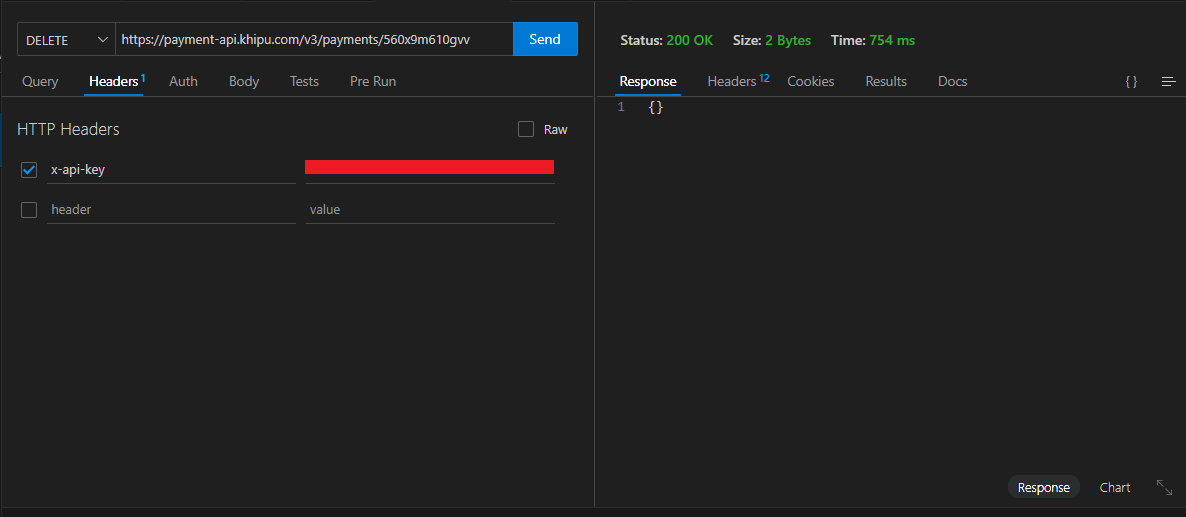 DELETE https://payment-api.khipu.com/v3/payments/560x9m610gvv Send
Query Headers 1 Auth Body Tests Pre Run
HTTP Headers Raw
x-api-key
header value
Status: 200 OK Size: 2 Bytes Time: 754 ms
Response Headers 12 Cookies Results Docs {}
1 {}
Response Chart